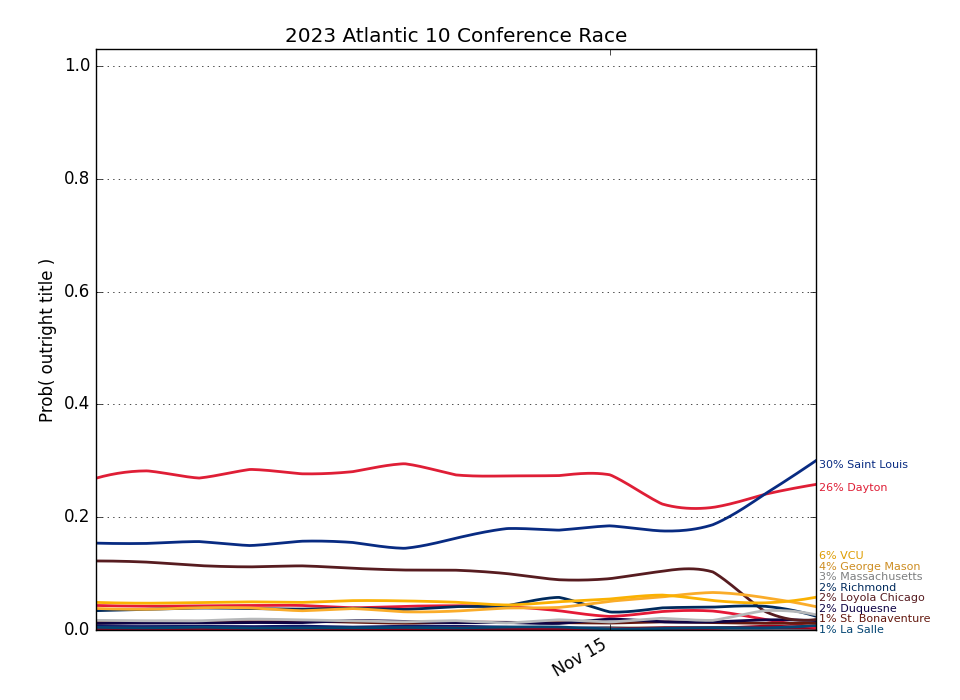 2023 Atlantic 10 Conference Race
1.0
0.8
0.6
0.4
0.2
0.0
Prob( outright title )
Nov 15
30% Saint Louis
26% Dayton
6% VCU
4% George Mason
3% Massachusetts
2% Richmond
2% Loyola Chicago
2% Duquesne
1% St. Bonaventure
1% La Salle